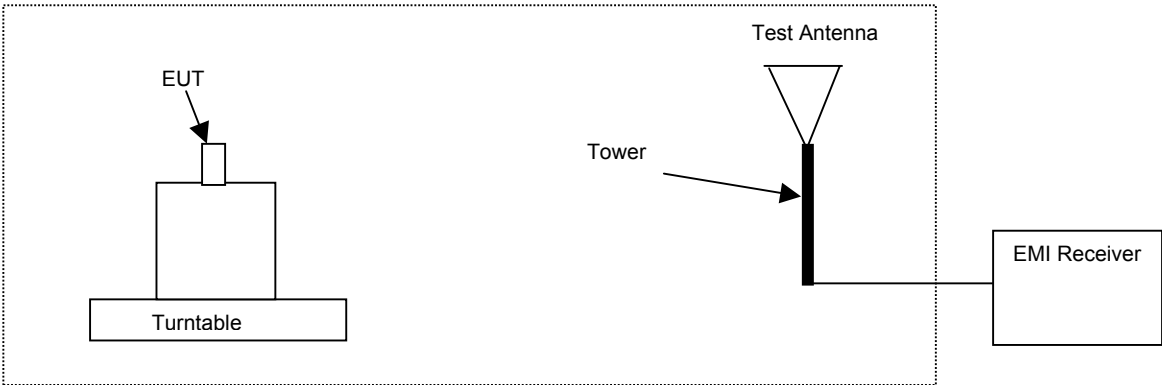 Test Antenna
EUT
Tower
EMI Receiver
Turntable